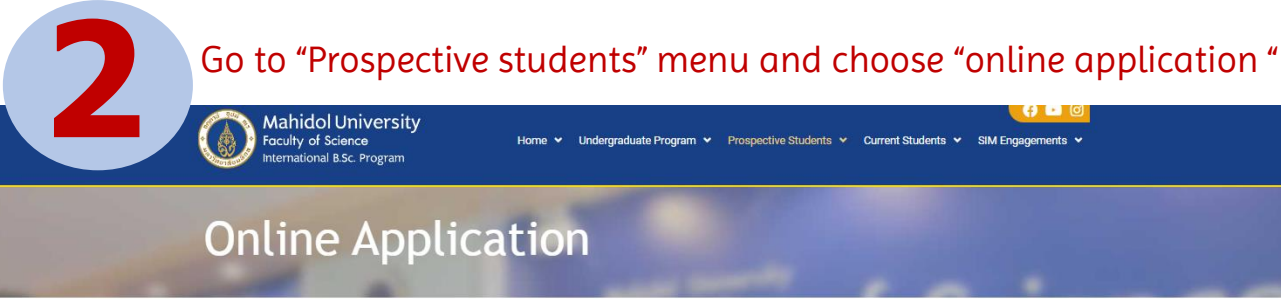 2
Go to “Prospective students” menu and choose “online application “
Mahidol University
Faculty of Science
International B.Sc. Program
Home
Undergraduate Program
Prospective Students
Current Students
SIM Engagements
Online Application